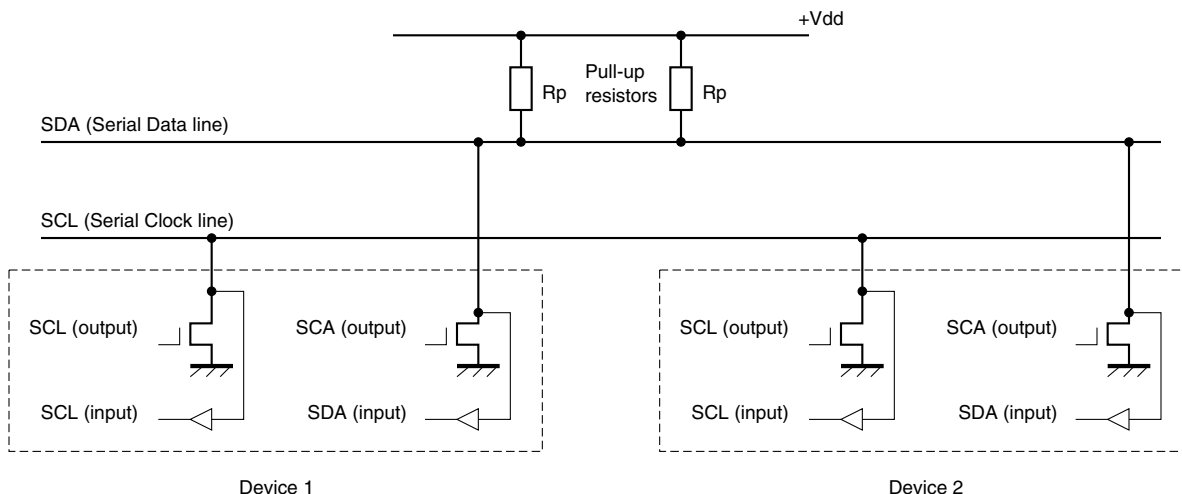 +Vdd
Pull-up
resistors
Rp
Rp
SDA (Serial Data line)
SCL (Serial Clock line)
SCL (output)
SCA (output)
SCL (output)
SCA (output)
SCL (input)
SDA (input)
SCL (input)
SDA (input)
Device 1
Device 2